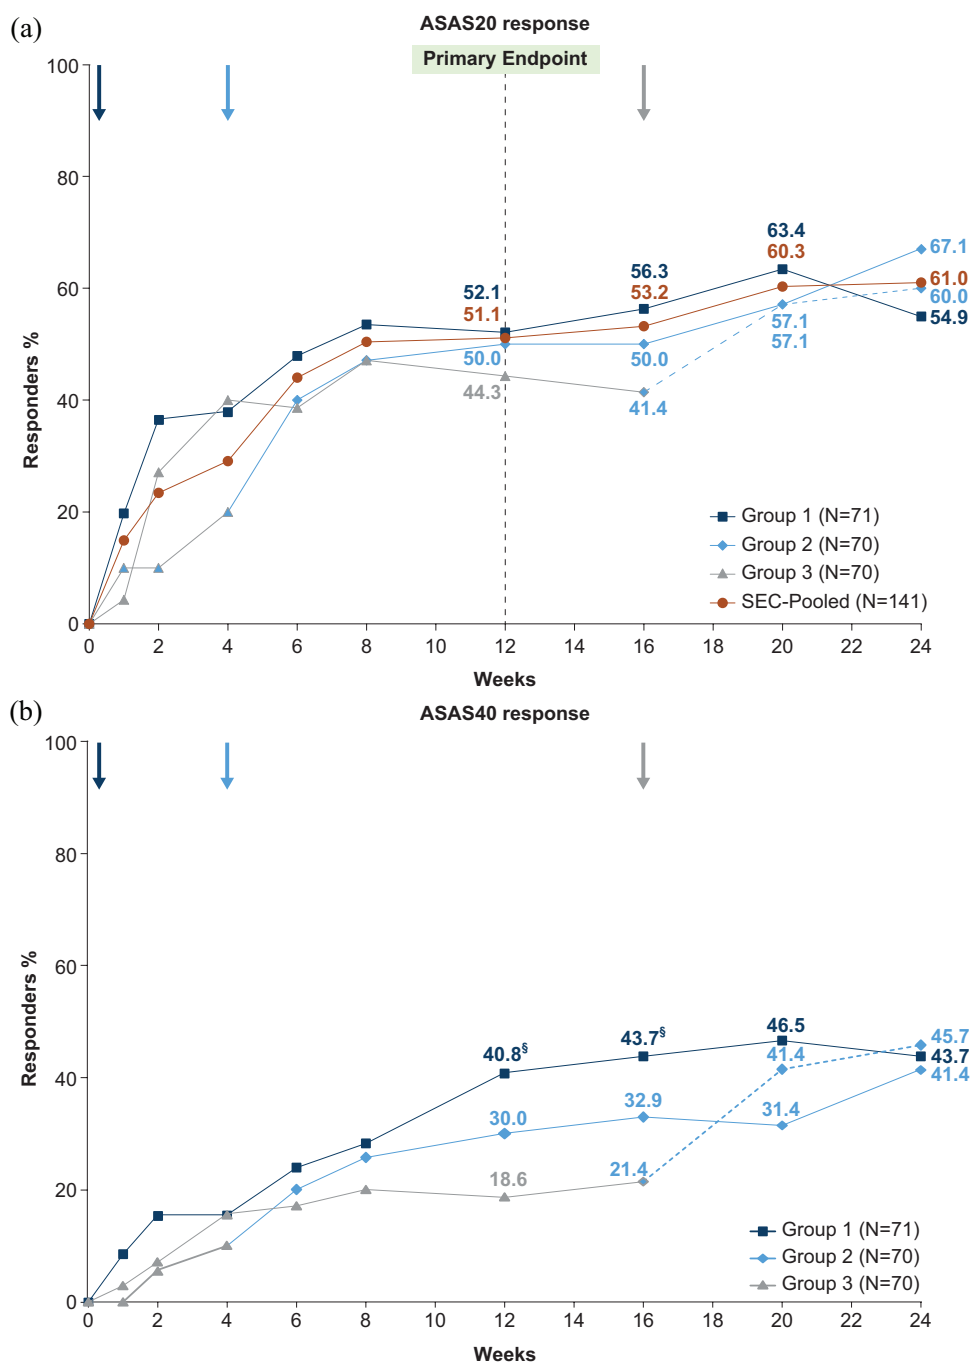 (a)
ASAS20 response
Primary Endpoint
100
80
60
40
20
0
Responders %
63.4
60.3
67.1
61.0
60.0
54.9
56.3
53.2
52.1
51.1
57.1
57.1
50.0
50.0
44.3
41.4
Group 1 (N=71)
Group 2 (N=70)
Group 3 (N=70)
SEC-Pooled (N=141)
0 2 4 6 8 10 12 14 16 18 20 22 24
Weeks
(b)
ASAS40 response
100
80
60
40
20
0
Responders %
40.8§
43.7§
46.5
41.4
45.7
43.7
41.4
30.0
32.9
31.4
18.6
21.4
Group 1 (N=71)
Group 2 (N=70)
Group 3 (N=70)
0 2 4 6 8 10 12 14 16 18 20 22 24
Weeks